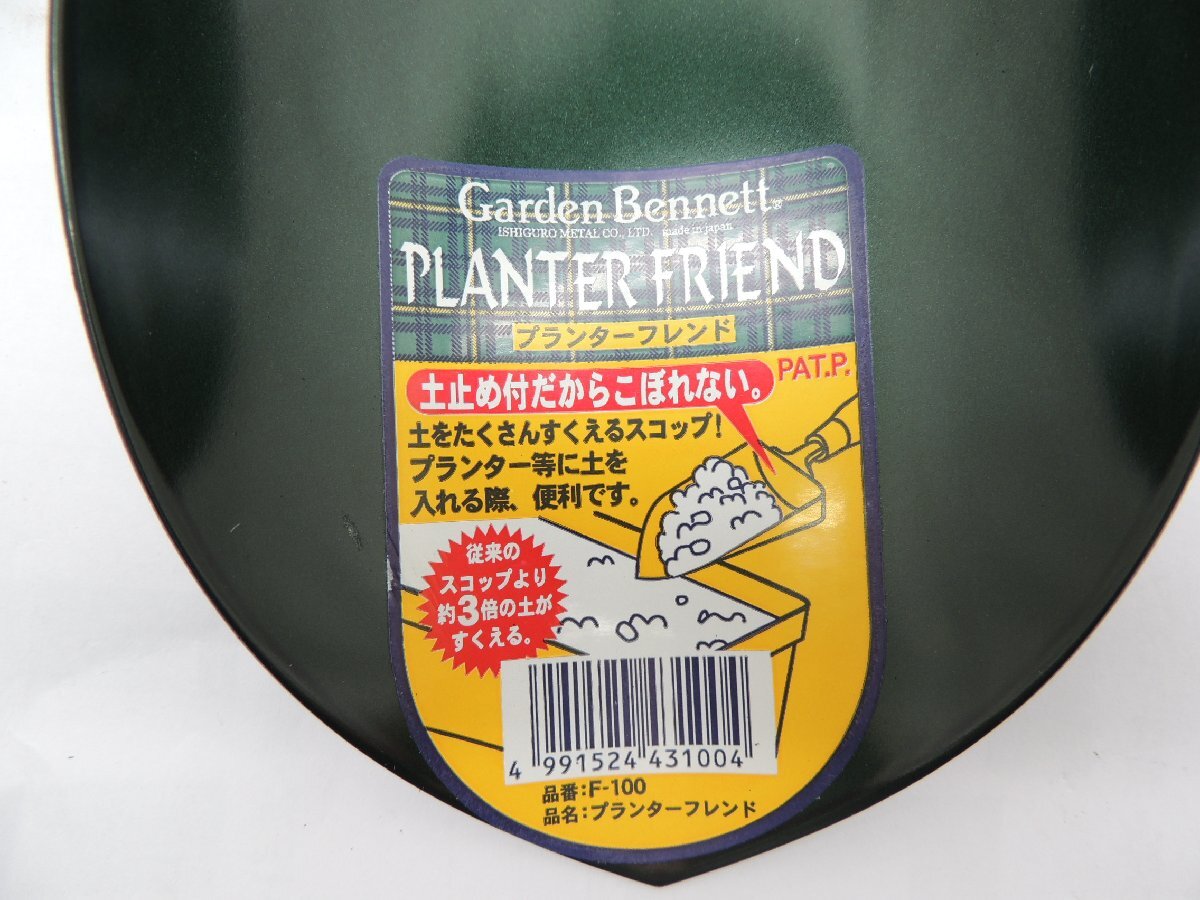 Garden Bennett®
ISHIGURO METAL CO., LTD. made in japan
PLANTER FRIEND
プランターフレンド
土止め付だからこぼれない。
PAT.P.
土をたくさんすくえるスコップ!
プランター等に土を
入れる際、便利です。
従来の
スコップより
約3倍の土が
すくえる。
4 991524 431004
品番:F-100
品名:プランターフレンド